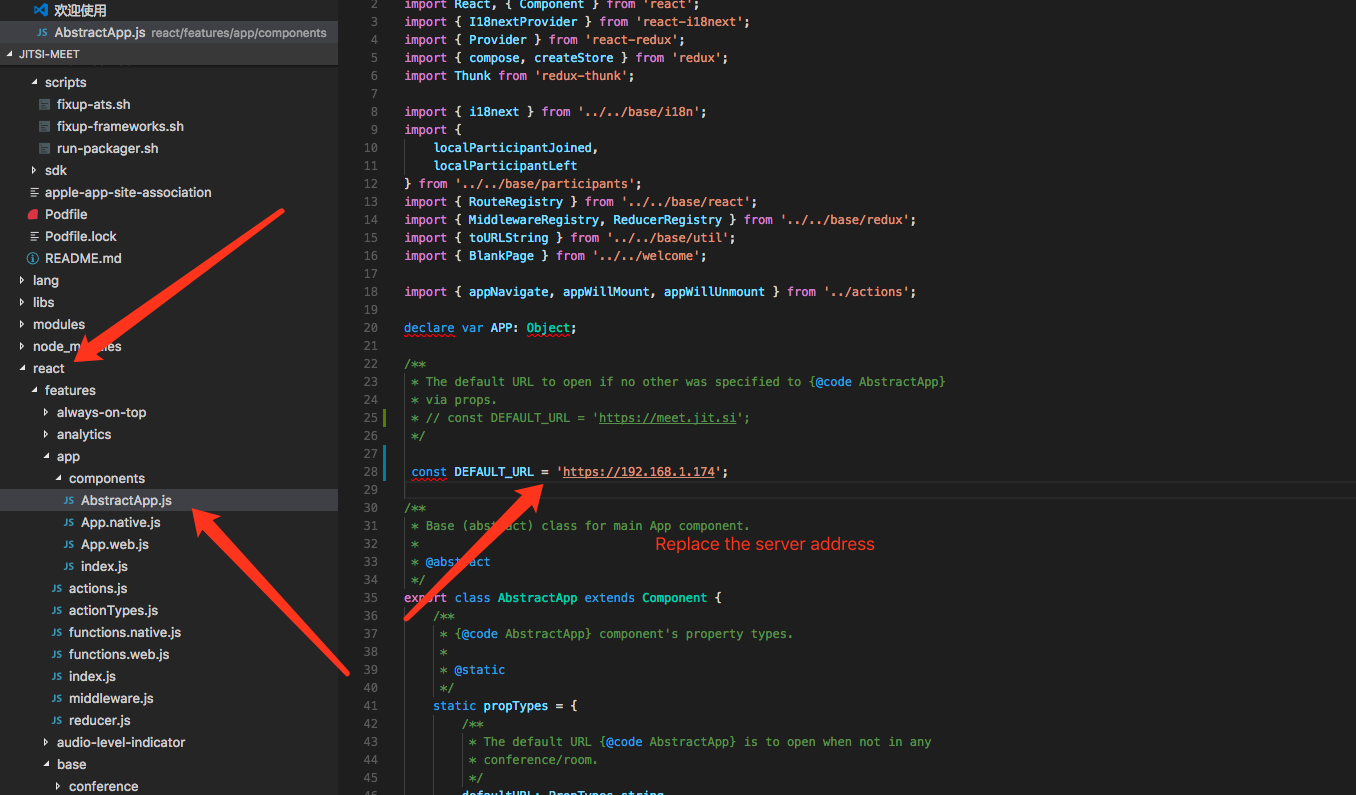 欢迎使用
JS AbstractApp.js react/features/app/components
JITSI-MEET
scripts
fixup-ats.sh
fixup-frameworks.sh
run-packager.sh
sdk
apple-app-site-association
Podfile
Podfile.lock
README.md
lang
libs
modules
node_modules
react
features
always-on-top
analytics
app
components
JS AbstractApp.js
JS App.native.js
JS App.web.js
JS index.js
JS actions.js
JS actionTypes.js
JS functions.native.js
JS functions.web.js
JS index.js
JS middleware.js
JS reducer.js
audio-level-indicator
base
conference
2 import React, { Component } from 'react';
3 import { I18nextProvider } from 'react-i18next';
4 import { Provider } from 'react-redux';
5 import { compose, createStore } from 'redux';
6 import Thunk from 'redux-thunk';
7
8 import { i18next } from '../../base/i18n';
9 import {
10 localParticipantJoined,
11 localParticipantLeft
12 } from '../../base/participants';
13 import { RouteRegistry } from '../../base/react';
14 import { MiddlewareRegistry, ReducerRegistry } from '../../base/redux';
15 import { toURLString } from '../../base/util';
16 import { BlankPage } from '../../welcome';
17
18 import { appNavigate, appWillMount, appWillUnmount } from '../actions';
19
20 declare var APP: Object;
21
22 /**
23 * The default URL to open if no other was specified to {@code AbstractApp}
24 * via props.
25 * // const DEFAULT_URL = 'https://meet.jit.si';
26 */
27
28 const DEFAULT_URL = 'https://192.168.1.174';
29
30 /**
31 * Base (abstract) class for main App component.
32 *
Replace the server address
33 * @abstract
34 */
35 export class AbstractApp extends Component {
36 /**
37 * {@code AbstractApp} component's property types.
38 *
39 * @static
40 */
41 static propTypes = {
42 /**
43 * The default URL {@code AbstractApp} is to open when not in any
44 * conference/room.
45 */
46 defaultURL: PropTypes.string